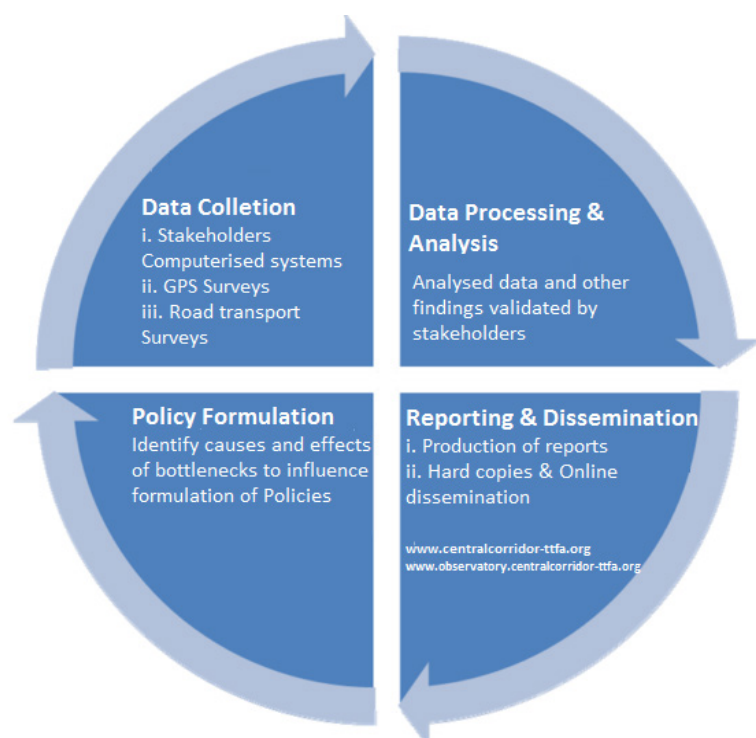 Data Colletion
i. Stakeholders
Computerised systems
ii. GPS Surveys
iii. Road transport
Surveys
Data Processing &
Analysis
Analysed data and other
findings validated by
stakeholders
Policy Formulation
Identify causes and effects
of bottlenecks to influence
formulation of Policies
Reporting & Dissemination
i. Production of reports
ii. Hard copies & Online
dissemination
www.centralcorridor-ttfa.org
www.observatory.centralcorridor-ttfa.org